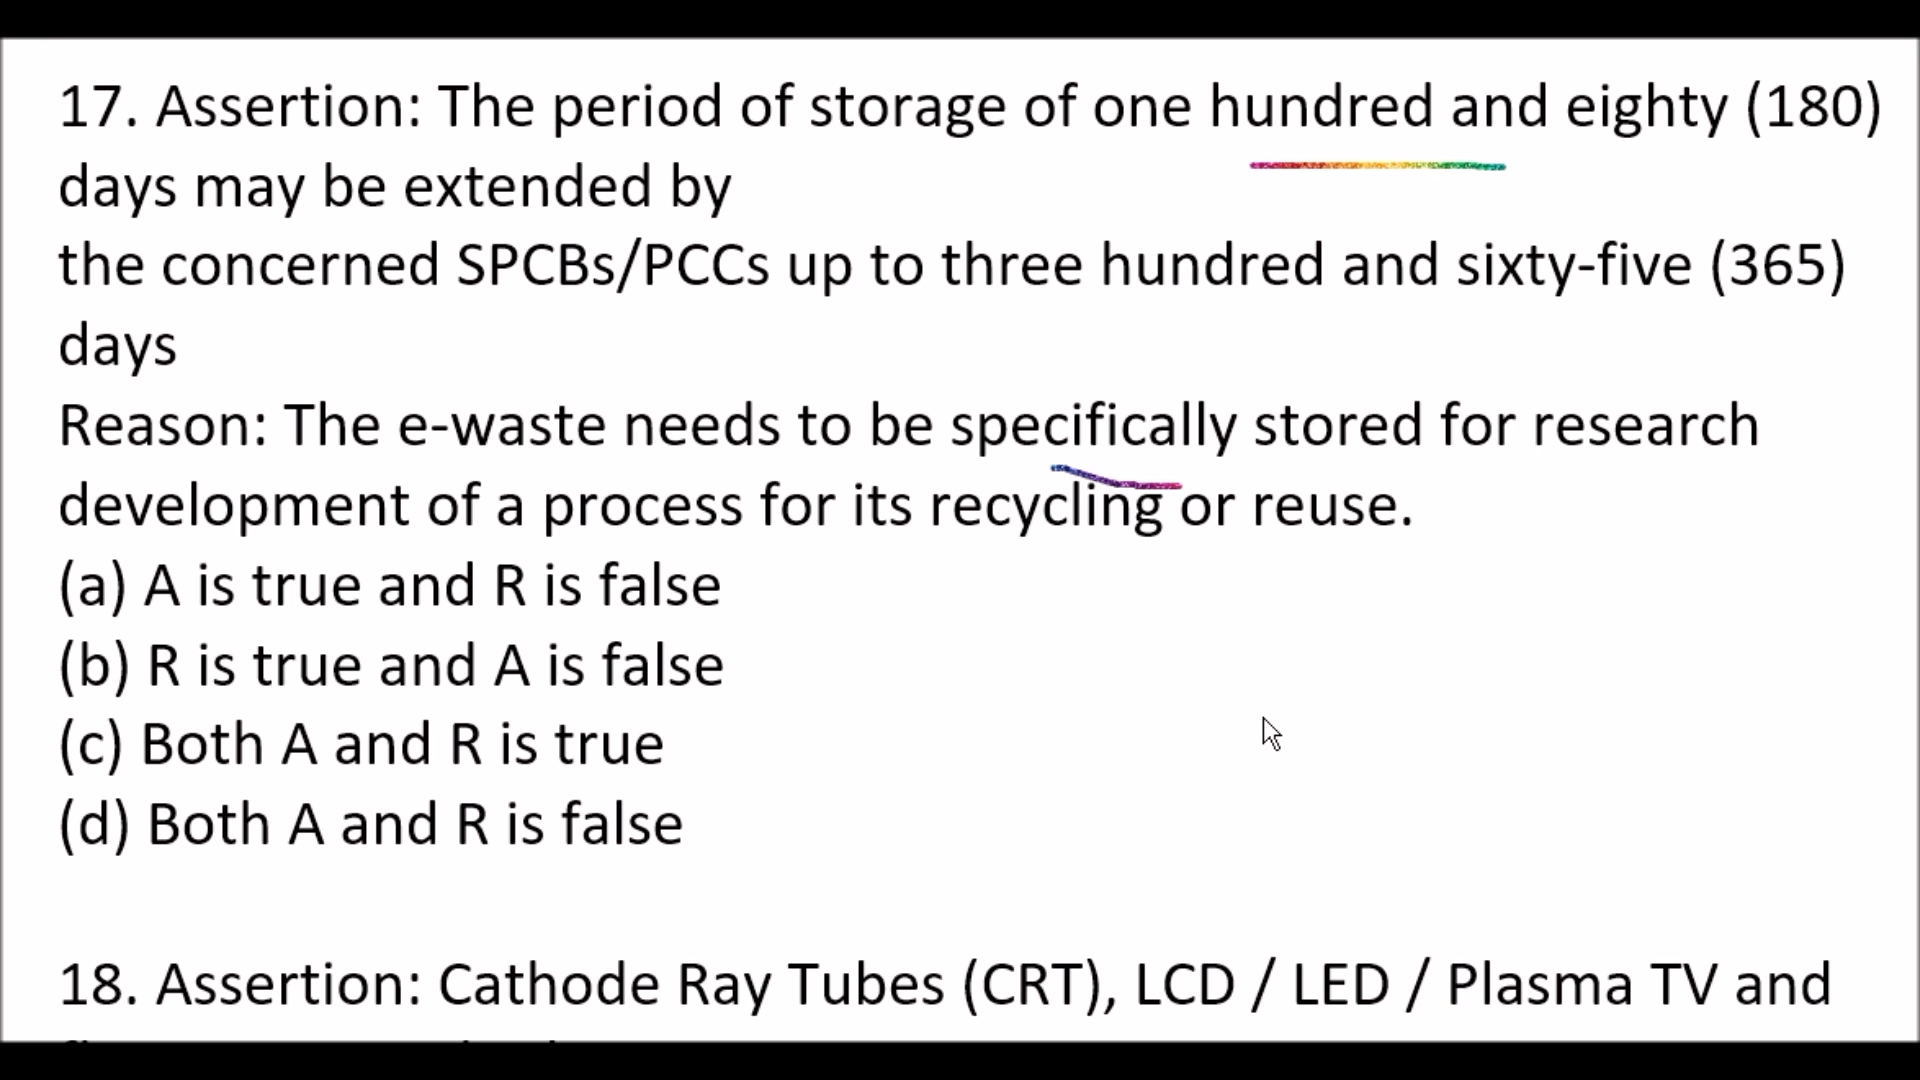 17. Assertion: The period of storage of one hundred and eighty (180)
days may be extended by
the concerned SPCBs/PCCs up to three hundred and sixty-five (365)
days
Reason: The e-waste needs to be specifically stored for research
development of a process for its recycling or reuse.
(a) A is true and R is false
(b) R is true and A is false
(c) Both A and R is true
(d) Both A and R is false
18. Assertion: Cathode Ray Tubes (CRT), LCD / LED / Plasma TV and